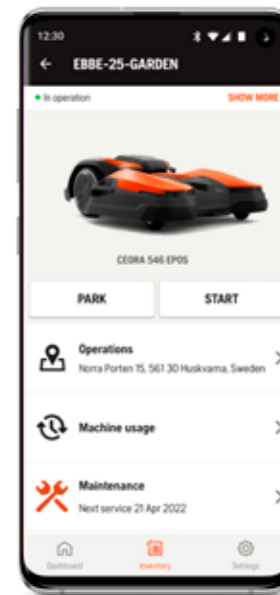 12:30
EBBE-25-GARDEN
In operation
SHOW MORE
CEORA 546 EPOS
PARK
START
Operations
Norra Porten 15, 561 30 Huskvarna, Sweden
Machine usage
Maintenance
Next service 21 Apr 2022
Dashboard
Inventory
Settings